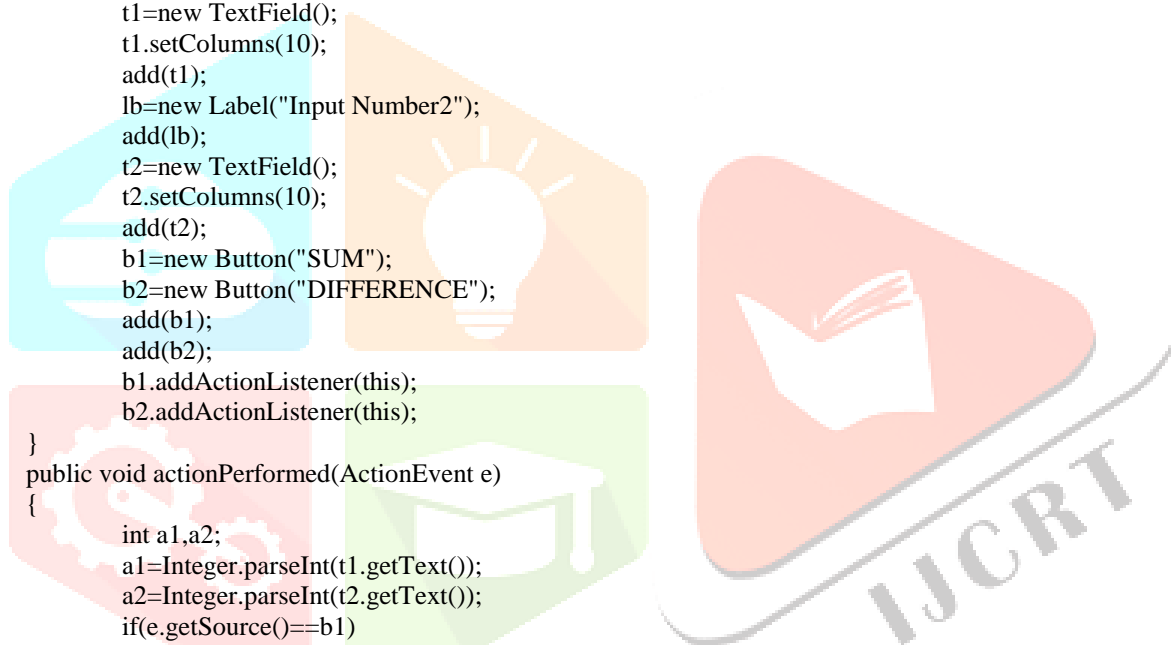 t1=new TextField();
t1.setColumns(10);
add(t1);
lb=new Label("Input Number2");
add(lb);
t2=new TextField();
t2.setColumns(10);
add(t2);
b1=new Button("SUM");
b2=new Button("DIFFERENCE");
add(b1);
add(b2);
b1.addActionListener(this);
b2.addActionListener(this);
}
public void actionPerformed(ActionEvent e)
{
int a1,a2;
a1=Integer.parseInt(t1.getText());
a2=Integer.parseInt(t2.getText());
if(e.getSource()==b1)
IJCRT